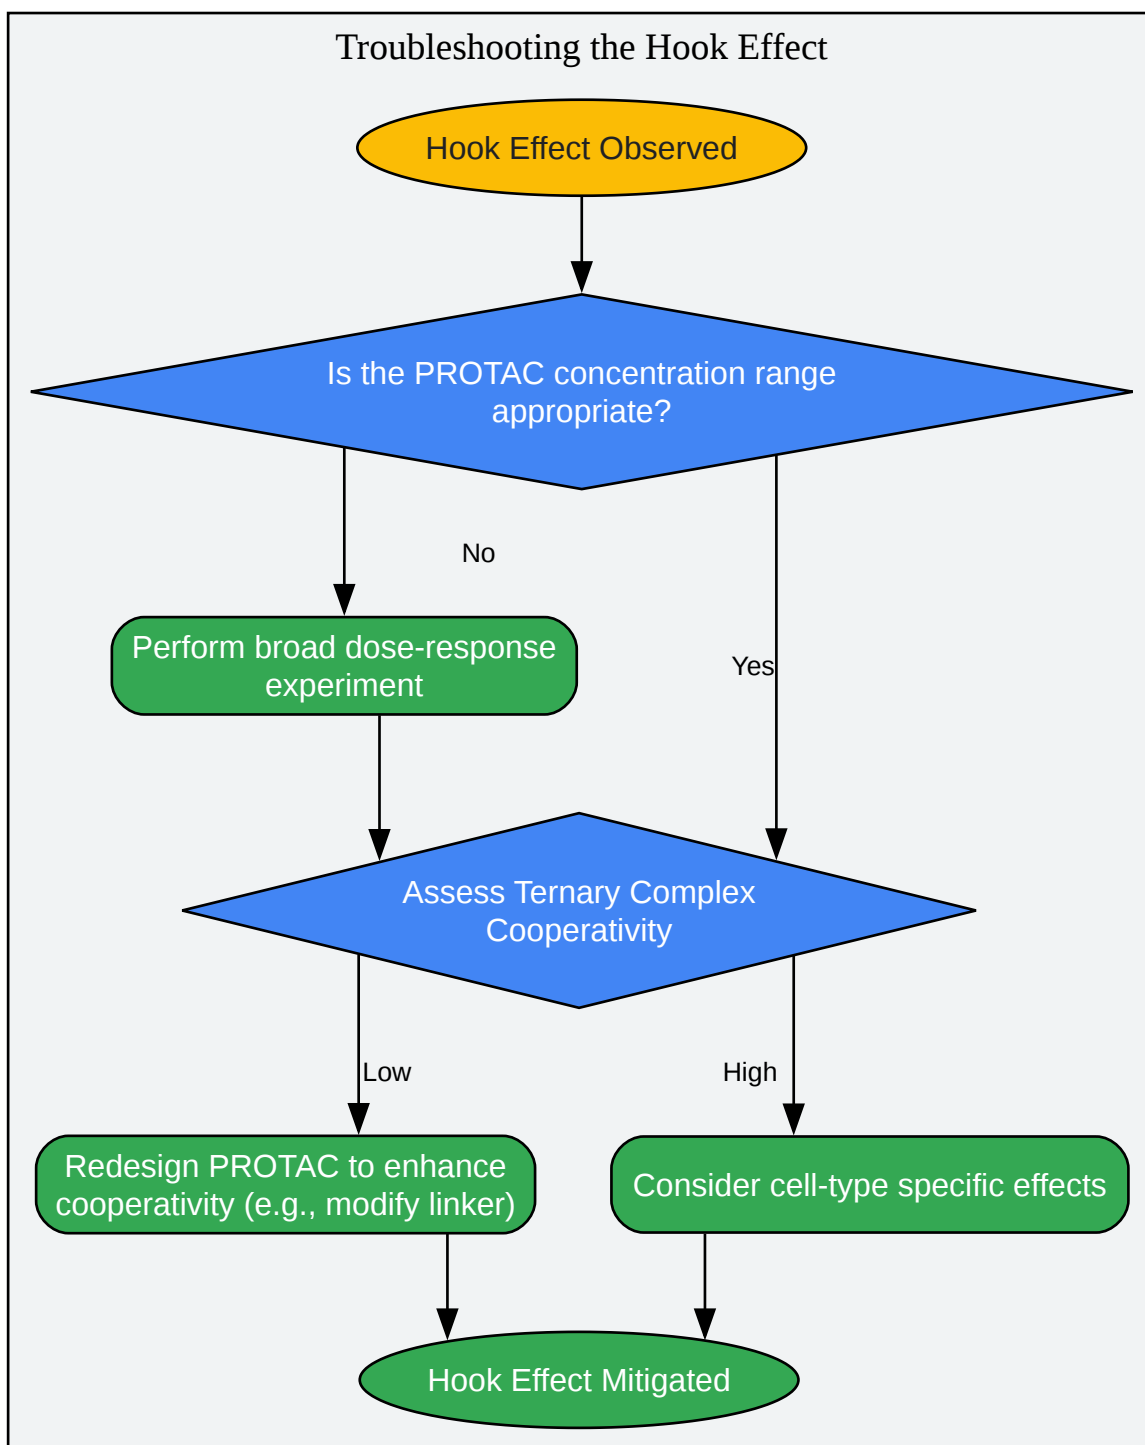 Troubleshooting the Hook Effect
Hook Effect Observed
Is the PROTAC concentration range
appropriate?
No
Perform broad dose-response
experiment
Yes
Assess Ternary Complex
Cooperativity
Low
High
Redesign PROTAC to enhance
cooperativity (e.g., modify linker)
Consider cell-type specific effects
Hook Effect Mitigated